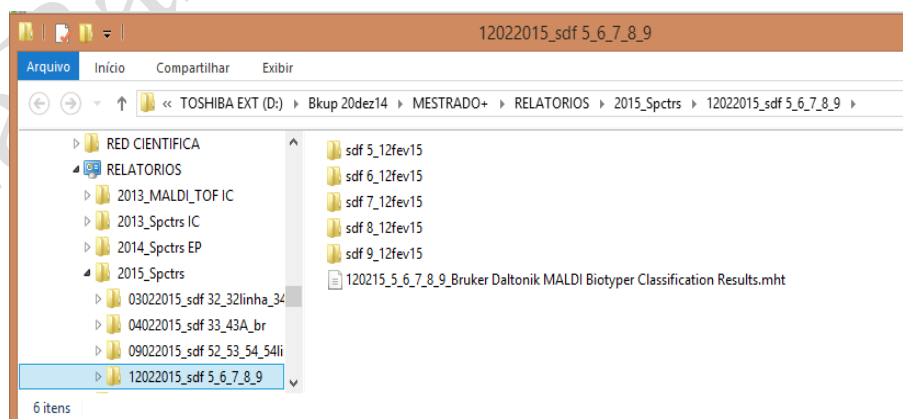 12022015_sdf 5_6_7_8_9
Arquivo Início Compartilhar Exibir
« TOSHIBA EXT (D:) Bkup 20dez14 MESTRADO+ RELATORIOS 2015_Spctrs 12022015_sdf 5_6_7_8_9
RED CIENTIFICA
RELATORIOS
2013_MALDI_TOF IC
2013_Spctrs IC
2014_Spctrs EP
2015_Spctrs
03022015_sdf 32_32linha_34
04022015_sdf 33_43A_br
09022015_sdf 52_53_54_54li
12022015_sdf 5_6_7_8_9
sdf 5_12fev15
sdf 6_12fev15
sdf 7_12fev15
sdf 8_12fev15
sdf 9_12fev15
120215_5_6_7_8_9_Bruker Daltonik MALDI Biotyper Classification Results.mht
6 itens